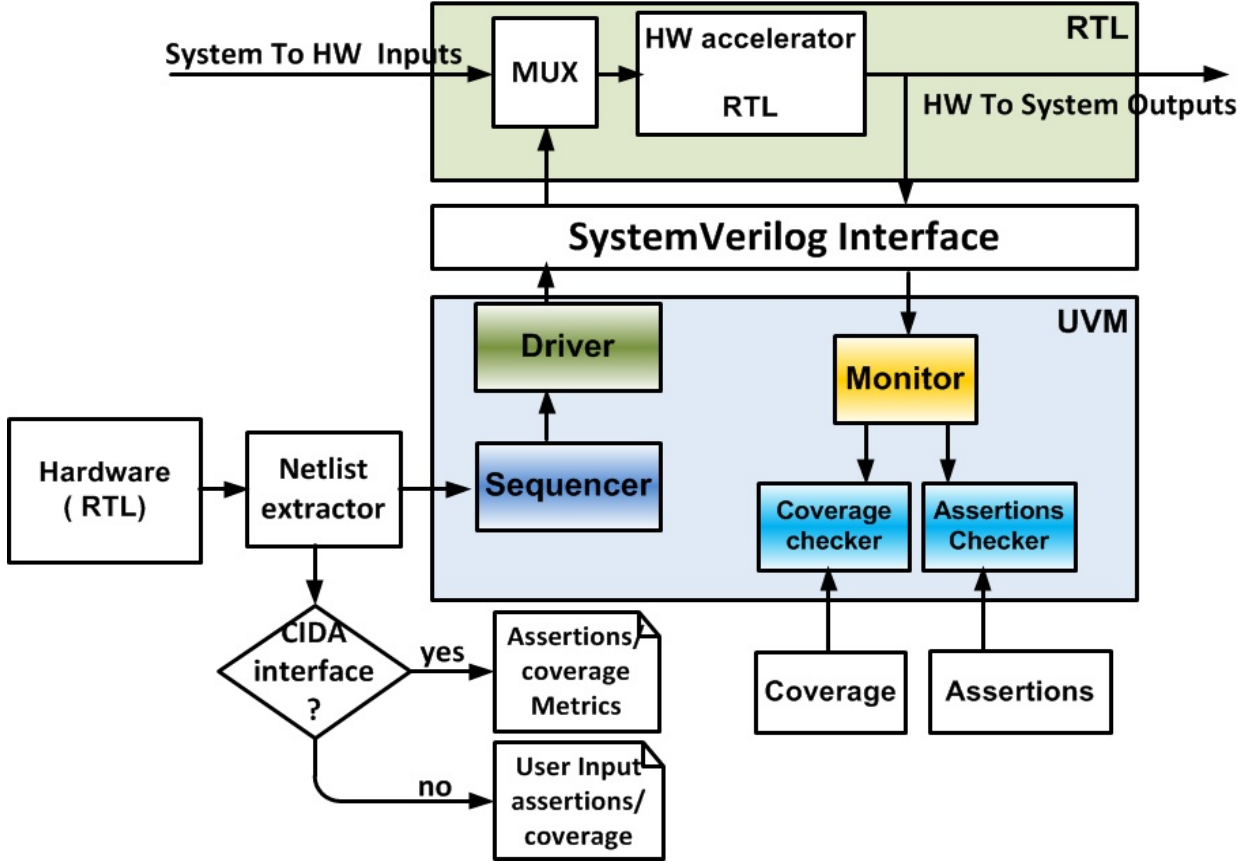 System To HW Inputs
MUX
HW accelerator
RTL
RTL
HW To System Outputs
SystemVerilog Interface
UVM
Driver
Monitor
Sequencer
Hardware
( RTL)
Netlist
extractor
Coverage
checker
Assertions
Checker
CIDA
interface
?
yes
Assertions/
coverage
Metrics
Coverage
Assertions
no
User Input
assertions/
coverage